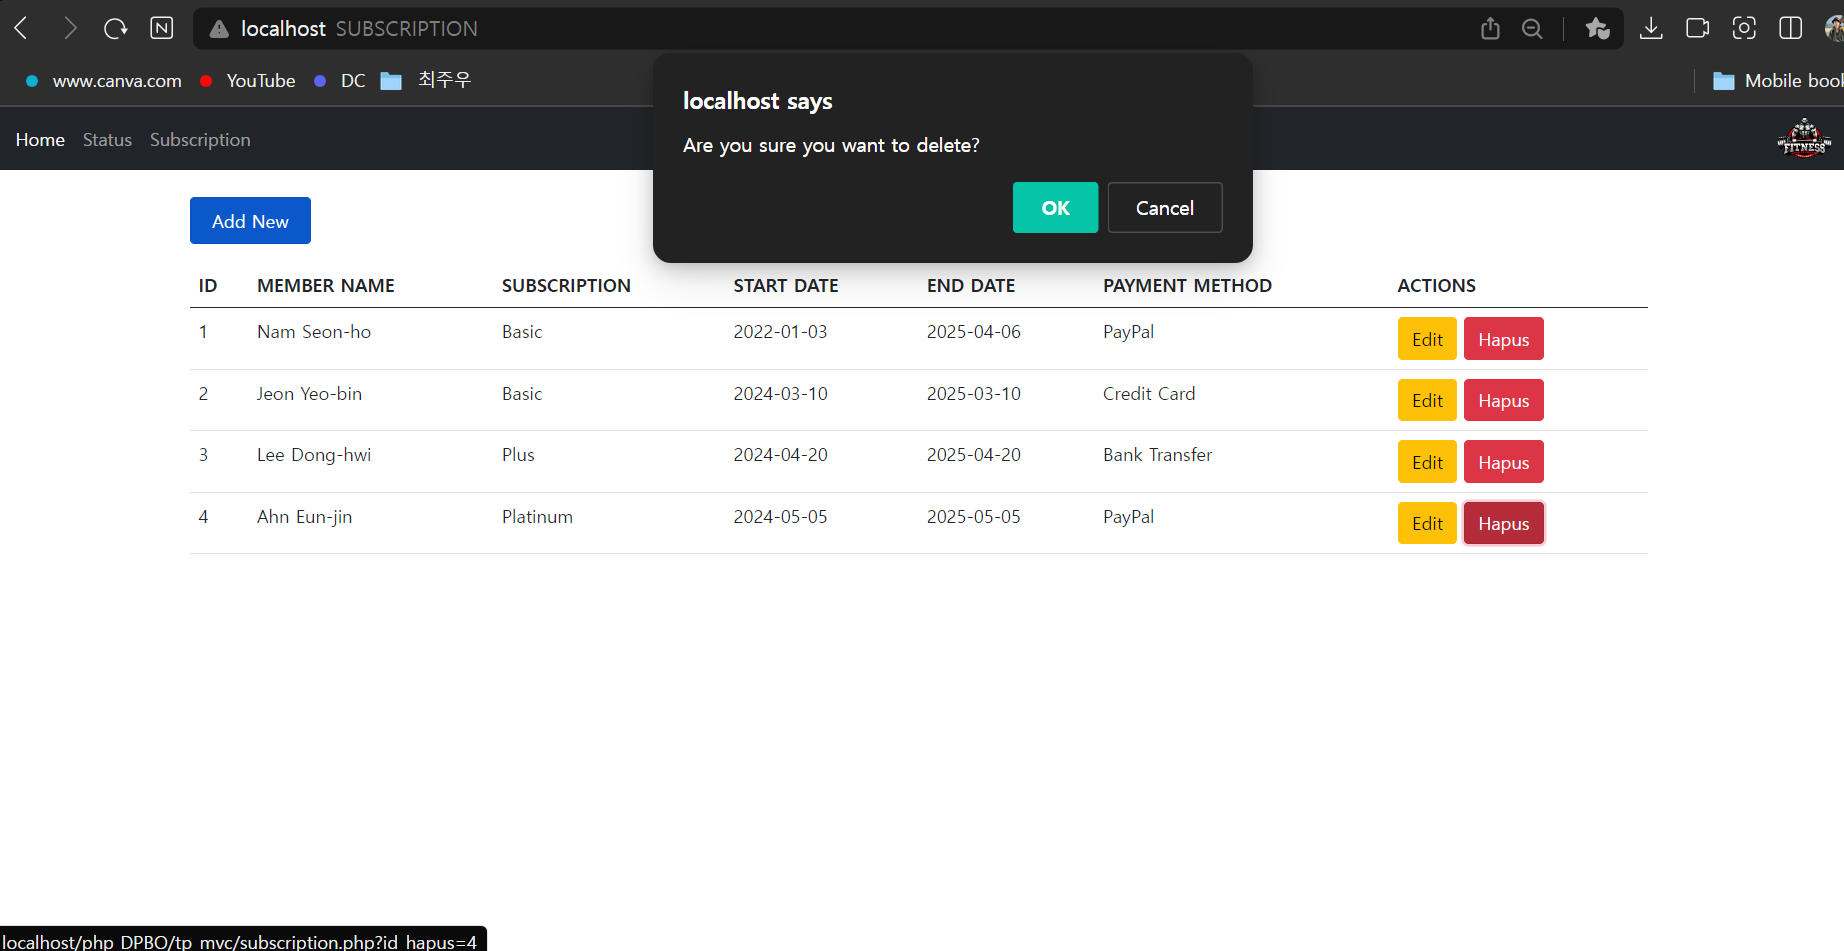 localhost SUBSCRIPTION
www.canva.com YouTube DC 최주우 Mobile book
localhost says
Are you sure you want to delete?
OK Cancel
Home Status Subscription FITNESS
Add New
ID MEMBER NAME SUBSCRIPTION START DATE END DATE PAYMENT METHOD ACTIONS
1 Nam Seon-ho Basic 2022-01-03 2025-04-06 PayPal Edit Hapus
2 Jeon Yeo-bin Basic 2024-03-10 2025-03-10 Credit Card Edit Hapus
3 Lee Dong-hwi Plus 2024-04-20 2025-04-20 Bank Transfer Edit Hapus
4 Ahn Eun-jin Platinum 2024-05-05 2025-05-05 PayPal Edit Hapus
localhost/php_DPBO/tp_mvc/subscription.php?id_hapus=4